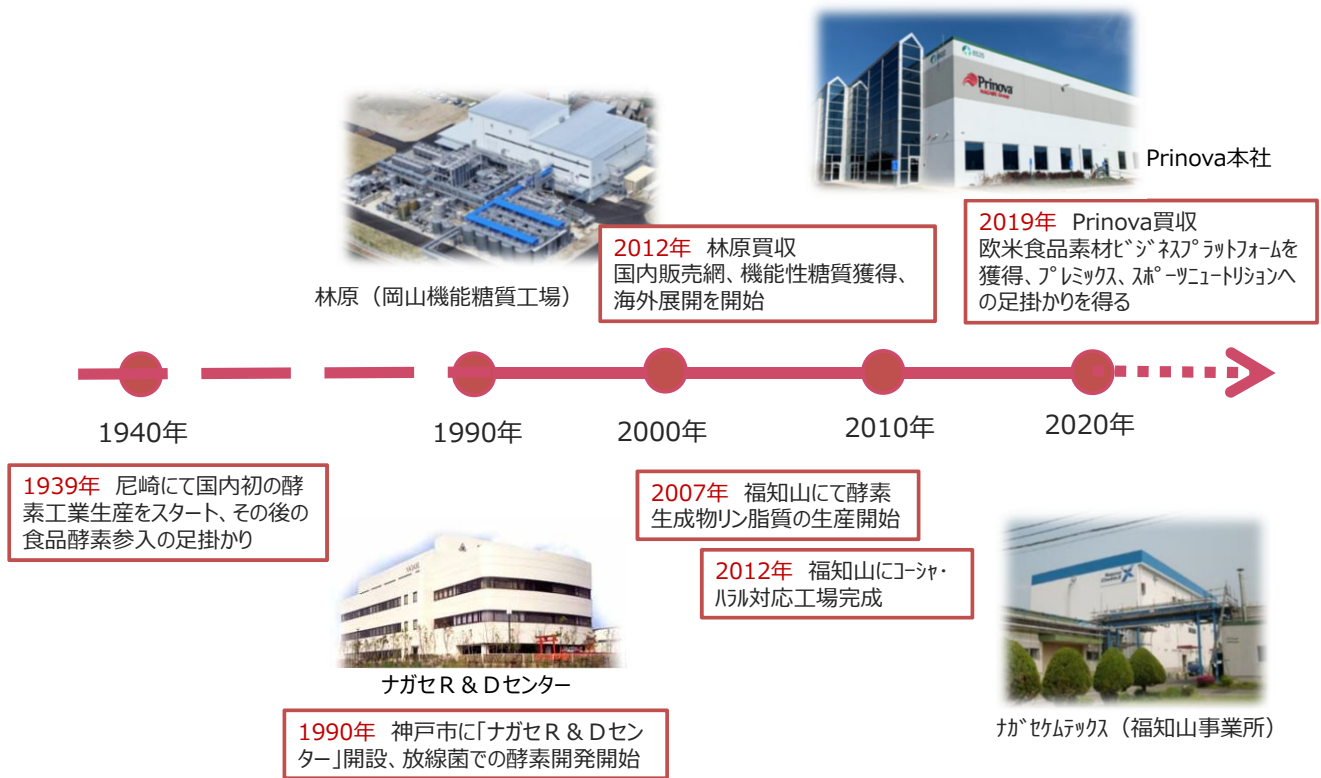 Prinova
Prinova本社
林原（岡山機能糖質工場）
2012年 林原買収
国内販売網、機能性糖質獲得、
海外展開を開始
2019年 Prinova買収
欧米食品素材ﾋﾞｼﾞﾈｽﾌﾟﾗｯﾄﾌｫｰﾑを
獲得、ﾌﾟﾚﾐｯｸｽ、ｽﾎﾟｰﾂﾆｭｰﾄﾘｼｮﾝへ
の足掛かりを得る
1940年
1990年
2000年
2010年
2020年
1939年 尼崎にて国内初の酵
素工業生産をスタート、その後の
食品酵素参入の足掛かり
2007年 福知山にて酵素
生成物リン脂質の生産開始
2012年 福知山にｺｰｼｬ・
ﾊﾗﾙ対応工場完成
ナガセR＆Dセンター
1990年 神戸市に「ナガセR＆Dセン
ター」開設、放線菌での酵素開発開始
ﾅｶﾞｾｹﾑﾃｯｸｽ（福知山事業所）